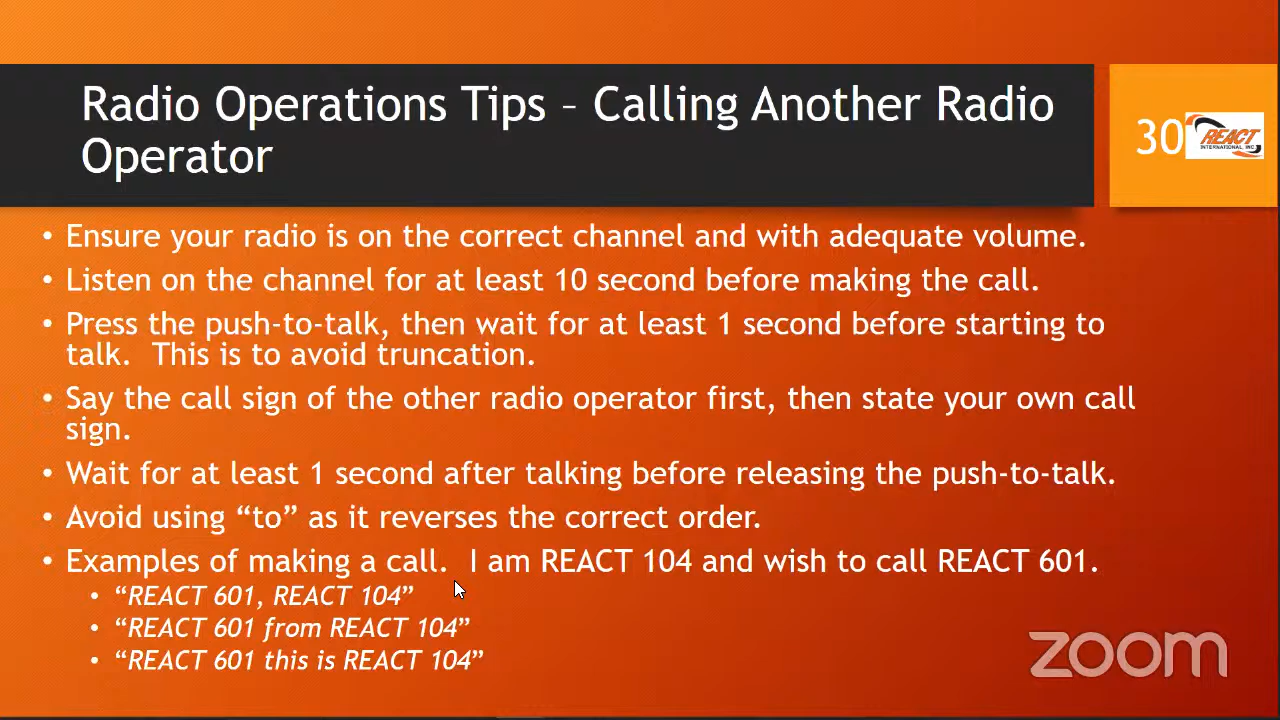 Radio Operations Tips – Calling Another Radio
Operator
30
REACT
INTERNATIONAL, INC.
• Ensure your radio is on the correct channel and with adequate volume.
• Listen on the channel for at least 10 second before making the call.
• Press the push-to-talk, then wait for at least 1 second before starting to
talk.  This is to avoid truncation.
• Say the call sign of the other radio operator first, then state your own call
sign.
• Wait for at least 1 second after talking before releasing the push-to-talk.
• Avoid using “to” as it reverses the correct order.
• Examples of making a call.  I am REACT 104 and wish to call REACT 601.
• “REACT 601, REACT 104”
• “REACT 601 from REACT 104”
• “REACT 601 this is REACT 104”
zoom